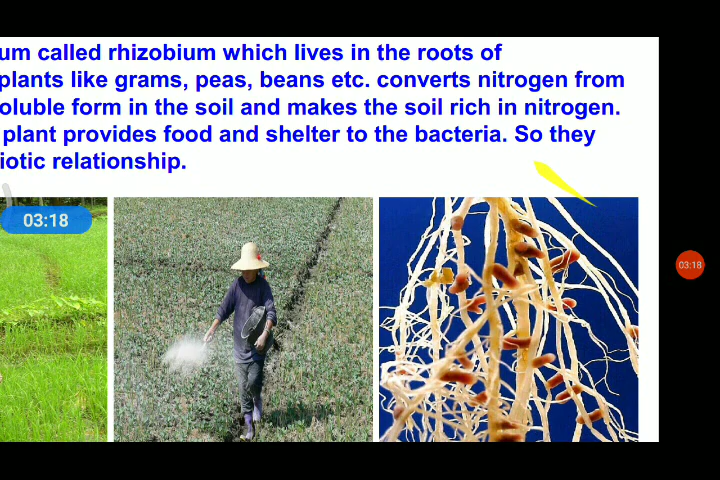 um called rhizobium which lives in the roots of
plants like grams, peas, beans etc. converts nitrogen from
oluble form in the soil and makes the soil rich in nitrogen.
plant provides food and shelter to the bacteria. So they
iotic relationship.
03:18
03:18